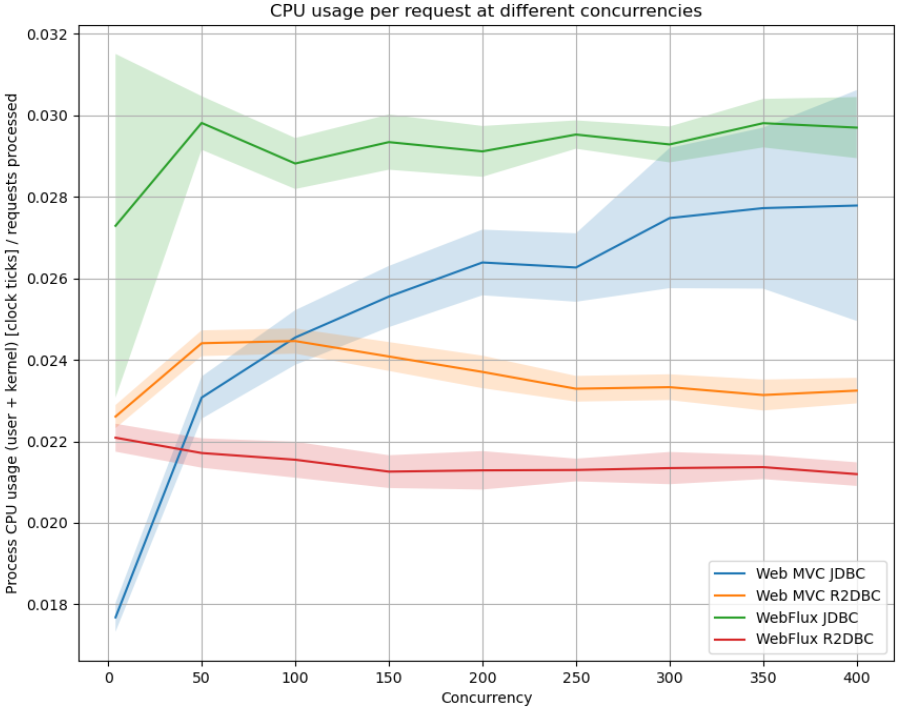 CPU usage per request at different concurrencies
Process CPU usage (user + kernel) [clock ticks] / requests processed
0.032
0.030
0.028
0.026
0.024
0.022
0.020
0.018
Web MVC JDBC
Web MVC R2DBC
WebFlux JDBC
WebFlux R2DBC
0 50 100 150 200 250 300 350 400
Concurrency